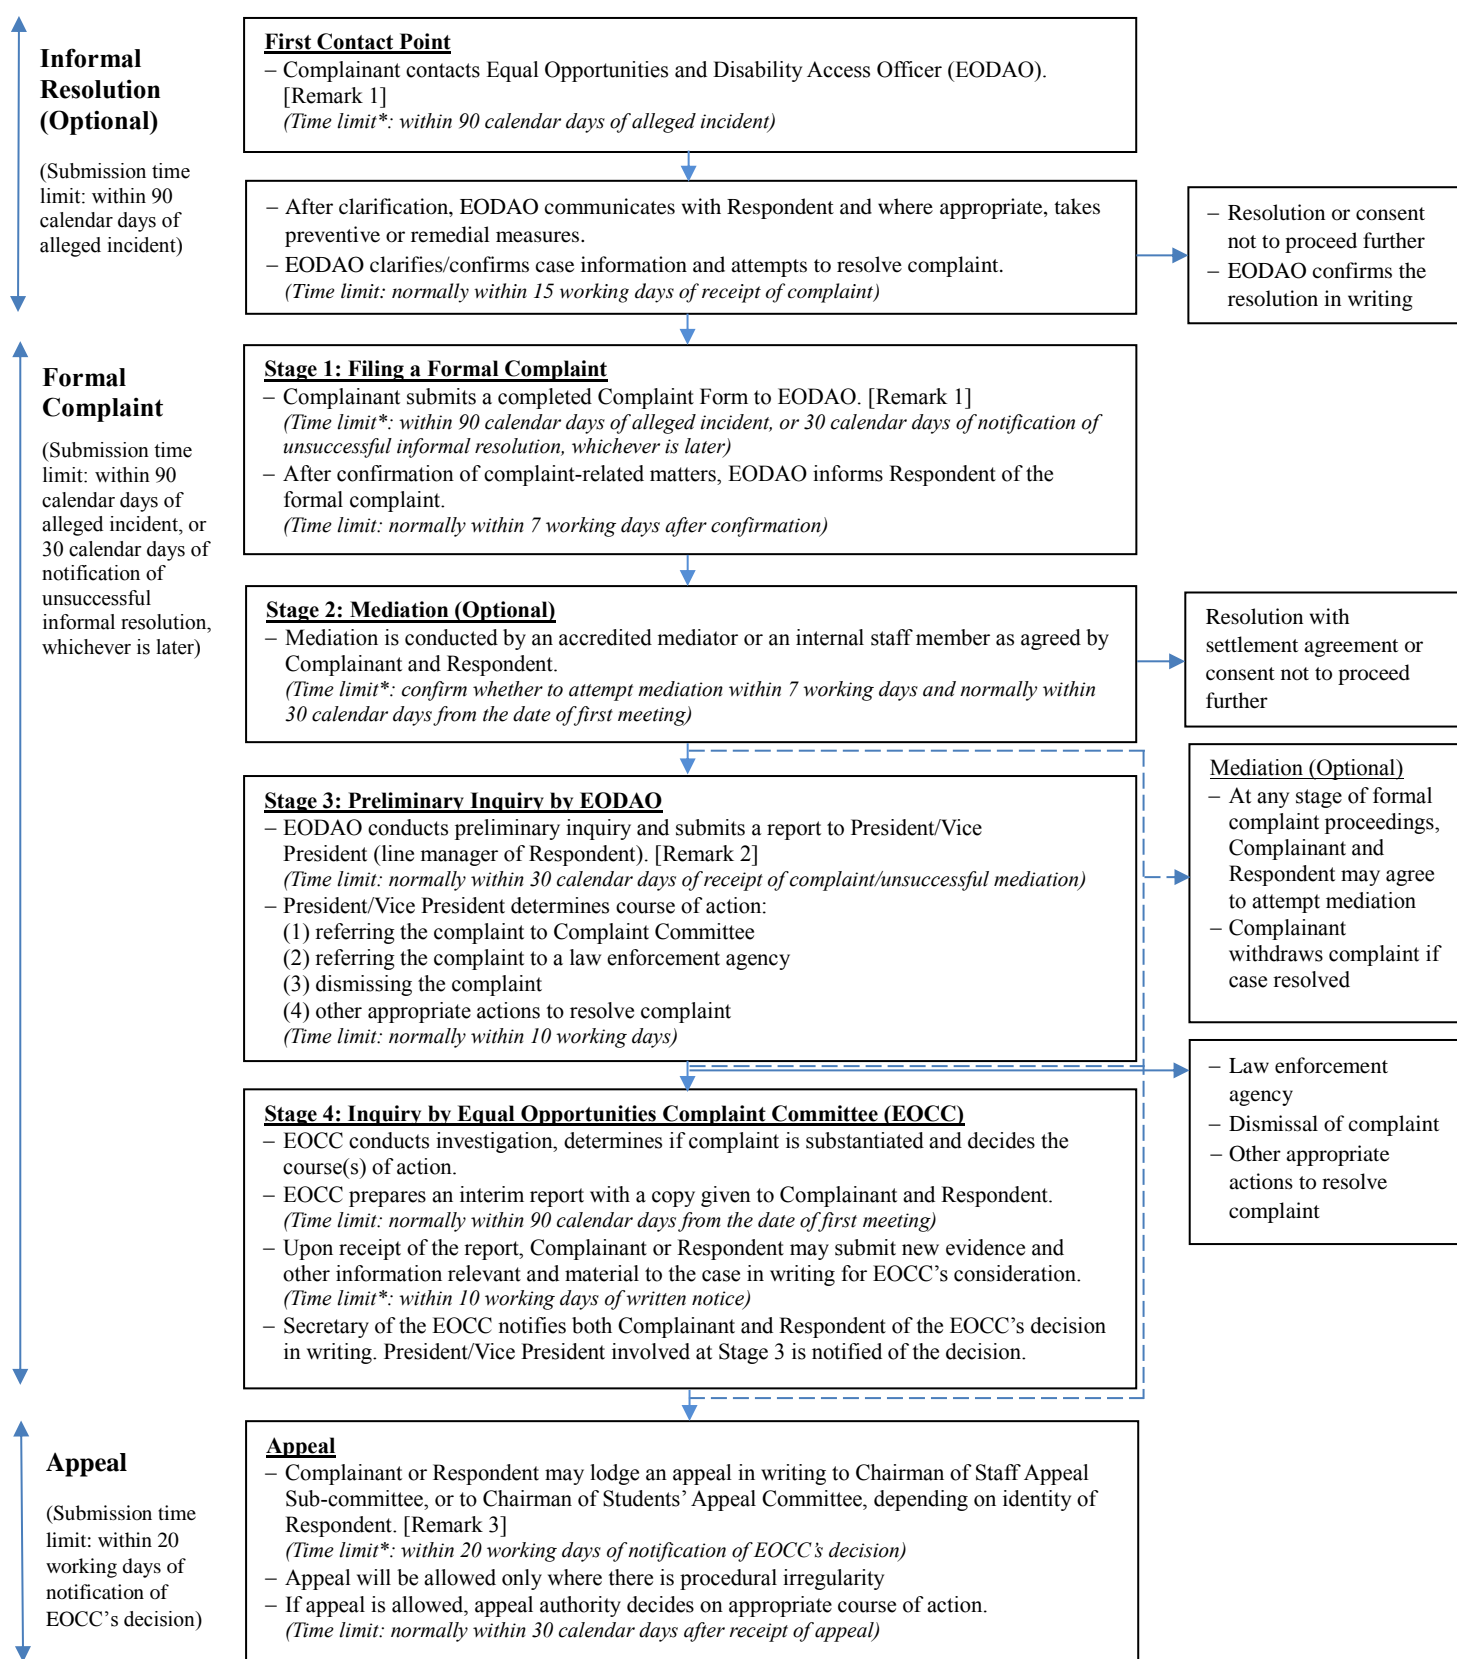 Informal
Resolution
(Optional)
(Submission time
limit: within 90
calendar days of
alleged incident)
First Contact Point
– Complainant contacts Equal Opportunities and Disability Access Officer (EODAO).
[Remark 1]
(Time limit*: within 90 calendar days of alleged incident)
– After clarification, EODAO communicates with Respondent and where appropriate, takes
preventive or remedial measures.
– EODAO clarifies/confirms case information and attempts to resolve complaint.
(Time limit: normally within 15 working days of receipt of complaint)
– Resolution or consent
not to proceed further
– EODAO confirms the
resolution in writing
Formal
Complaint
(Submission time
limit: within 90
calendar days of
alleged incident, or
30 calendar days of
notification of
unsuccessful
informal resolution,
whichever is later)
Stage 1: Filing a Formal Complaint
– Complainant submits a completed Complaint Form to EODAO. [Remark 1]
(Time limit*: within 90 calendar days of alleged incident, or 30 calendar days of notification of
unsuccessful informal resolution, whichever is later)
– After confirmation of complaint-related matters, EODAO informs Respondent of the
formal complaint.
(Time limit: normally within 7 working days after confirmation)
Stage 2: Mediation (Optional)
– Mediation is conducted by an accredited mediator or an internal staff member as agreed by
Complainant and Respondent.
(Time limit*: confirm whether to attempt mediation within 7 working days and normally within
30 calendar days from the date of first meeting)
Resolution with
settlement agreement or
consent not to proceed
further
Stage 3: Preliminary Inquiry by EODAO
– EODAO conducts preliminary inquiry and submits a report to President/Vice
President (line manager of Respondent). [Remark 2]
(Time limit: normally within 30 calendar days of receipt of complaint/unsuccessful mediation)
– President/Vice President determines course of action:
(1) referring the complaint to Complaint Committee
(2) referring the complaint to a law enforcement agency
(3) dismissing the complaint
(4) other appropriate actions to resolve complaint
(Time limit: normally within 10 working days)
Mediation (Optional)
– At any stage of formal
complaint proceedings,
Complainant and
Respondent may agree
to attempt mediation
– Complainant
withdraws complaint if
case resolved
– Law enforcement
agency
– Dismissal of complaint
– Other appropriate
actions to resolve
complaint
Stage 4: Inquiry by Equal Opportunities Complaint Committee (EOCC)
– EOCC conducts investigation, determines if complaint is substantiated and decides the
course(s) of action.
– EOCC prepares an interim report with a copy given to Complainant and Respondent.
(Time limit: normally within 90 calendar days from the date of first meeting)
– Upon receipt of the report, Complainant or Respondent may submit new evidence and
other information relevant and material to the case in writing for EOCC’s consideration.
(Time limit*: within 10 working days of written notice)
– Secretary of the EOCC notifies both Complainant and Respondent of the EOCC’s decision
in writing. President/Vice President involved at Stage 3 is notified of the decision.
Appeal
(Submission time
limit: within 20
working days of
notification of
EOCC’s decision)
Appeal
– Complainant or Respondent may lodge an appeal in writing to Chairman of Staff Appeal
Sub-committee, or to Chairman of Students’ Appeal Committee, depending on identity of
Respondent. [Remark 3]
(Time limit*: within 20 working days of notification of EOCC’s decision)
– Appeal will be allowed only where there is procedural irregularity
– If appeal is allowed, appeal authority decides on appropriate course of action.
(Time limit: normally within 30 calendar days after receipt of appeal)